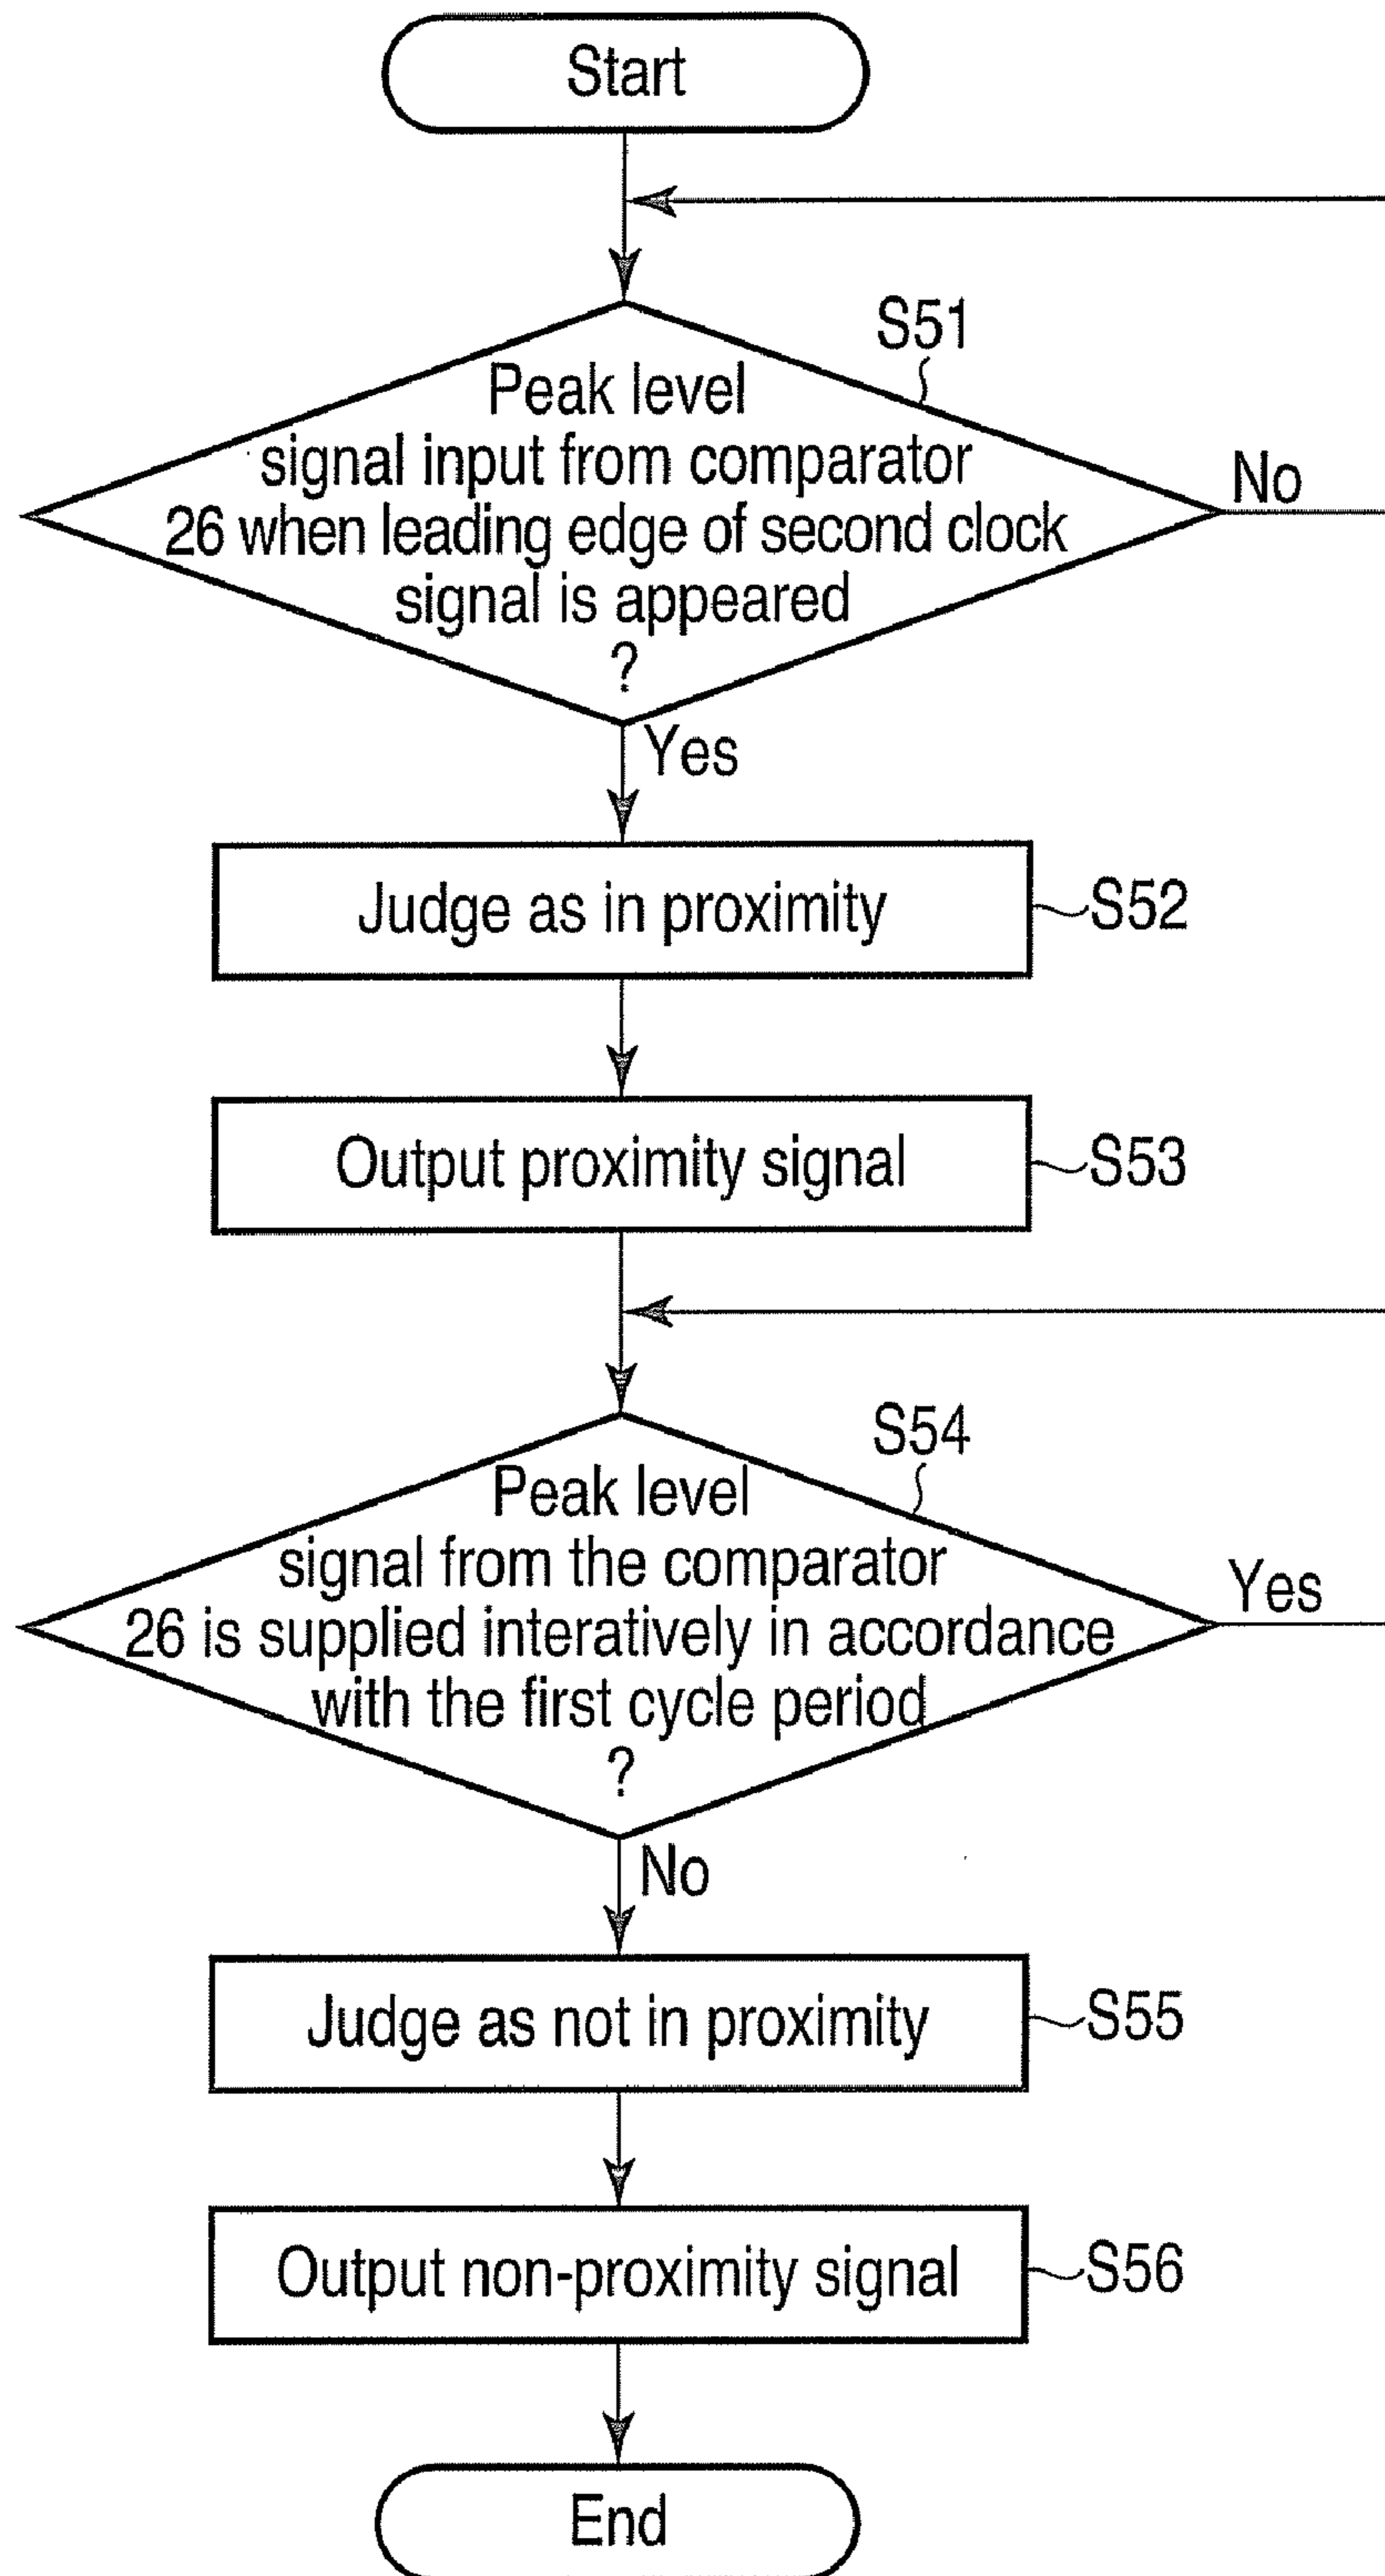 Start
S51
Peak level
signal input from comparator
26 when leading edge of second clock
signal is appeared
?
No
Yes
Judge as in proximity
S52
Output proximity signal
S53
S54
Peak level
signal from the comparator
26 is supplied interatively in accordance
with the first cycle period
?
Yes
No
Judge as not in proximity
S55
Output non-proximity signal
S56
End